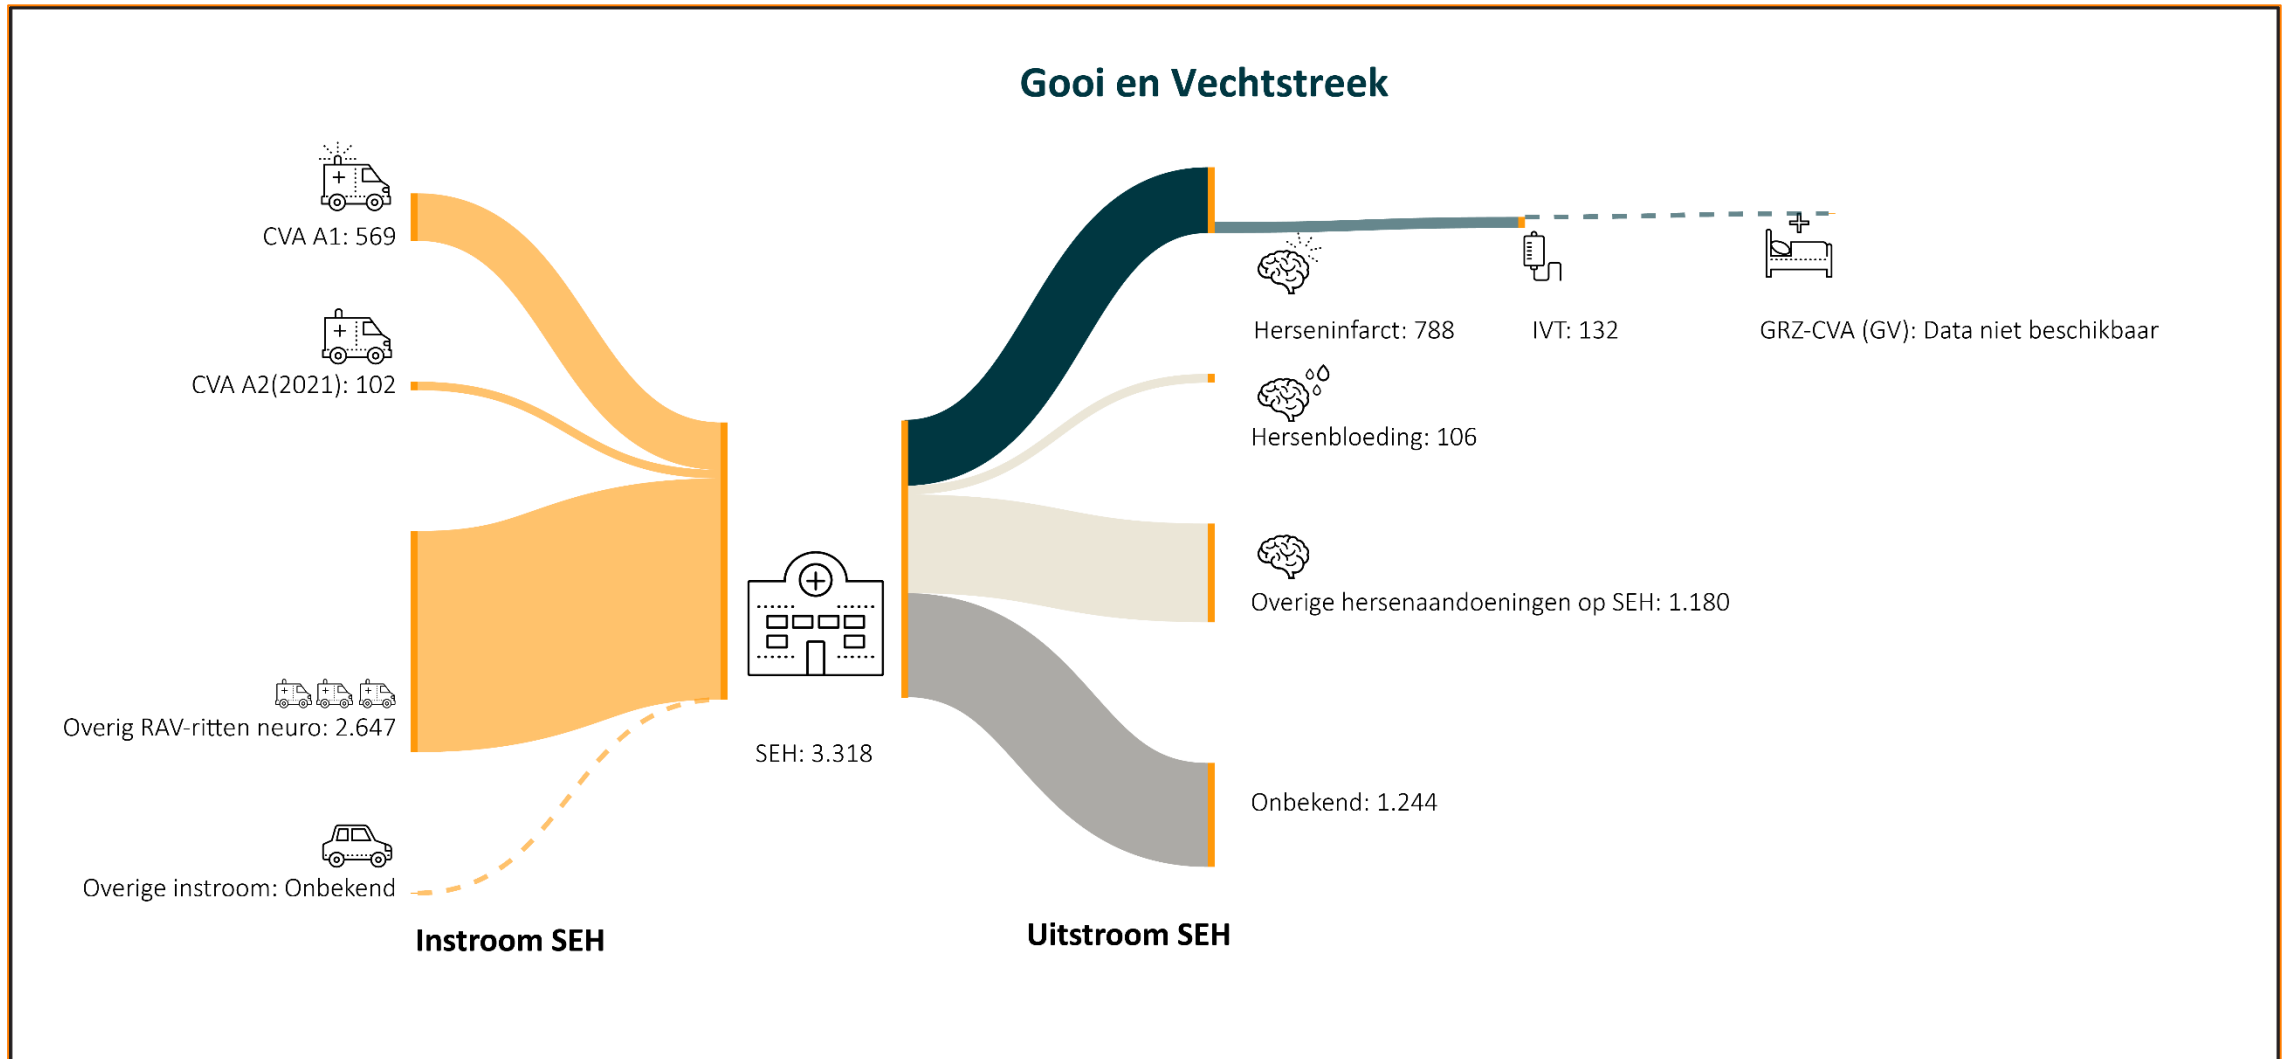 Gooi en Vechtstreek
CVA A1: 569
CVA A2(2021): 102
Overig RAV-ritten neuro: 2.647
Overige instroom: Onbekend
Instroom SEH
SEH: 3.318
Herseninfarct: 788
IVT: 132
GRZ-CVA (GV): Data niet beschikbaar
Hersenbloeding: 106
Overige hersenaandoeningen op SEH: 1.180
Onbekend: 1.244
Uitstroom SEH